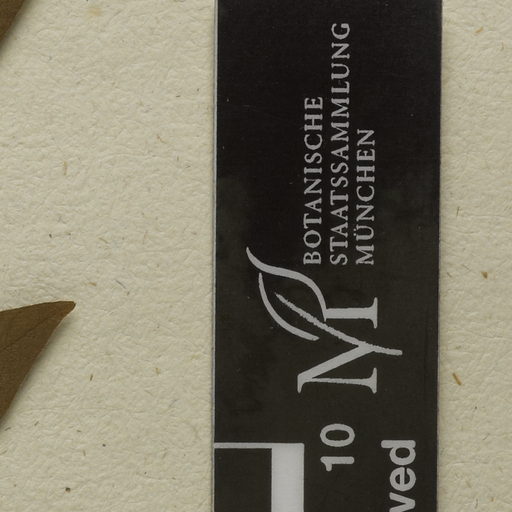 BOTANISCHE
STAATSSAMMLUNG
MÜNCHEN
M
10
ved